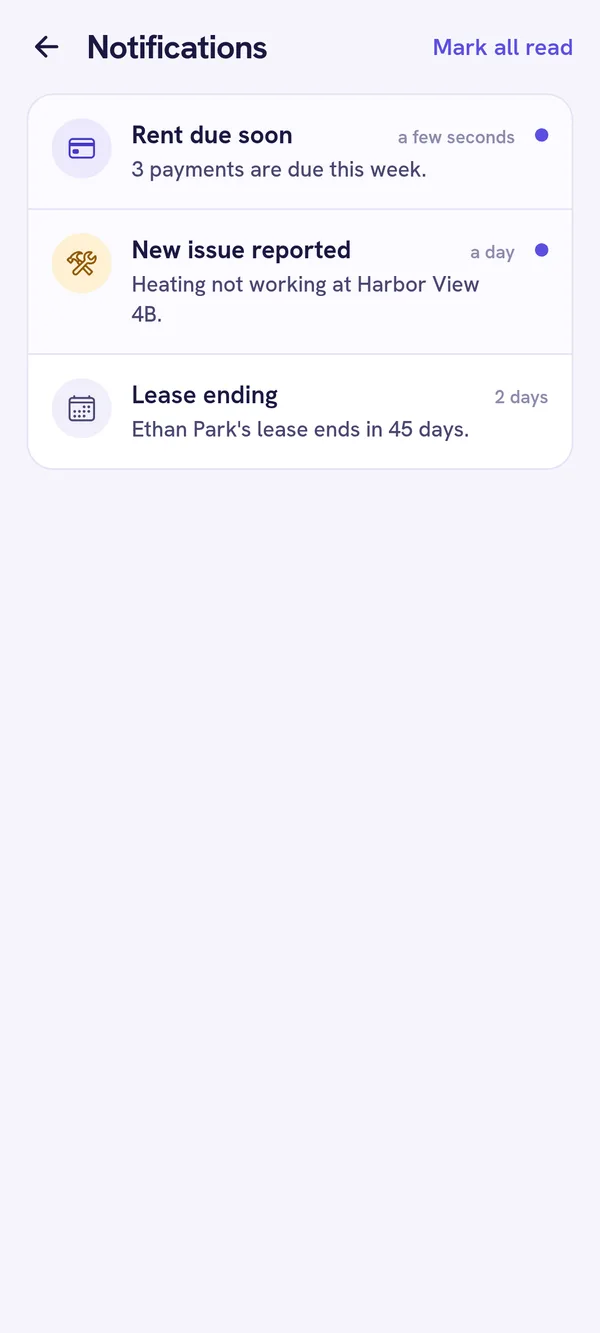 Notifications
Mark all read
Rent due soon
a few seconds
3 payments are due this week.
New issue reported
a day
Heating not working at Harbor View
4B.
Lease ending
2 days
Ethan Park's lease ends in 45 days.